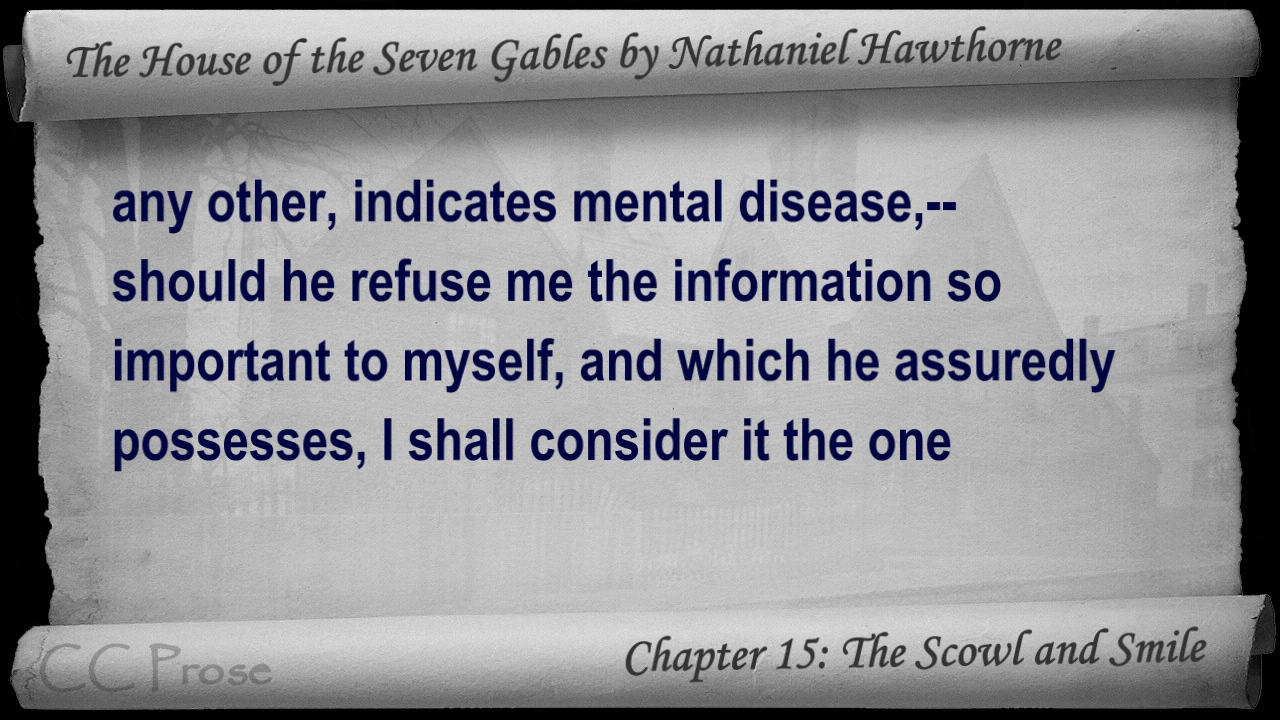 The House of the Seven Gables by Nathaniel Hawthorne
any other, indicates mental disease,--
should he refuse me the information so
important to myself, and which he assuredly
possesses, I shall consider it the one
CC Prose
Chapter 15: The Scowl and Smile